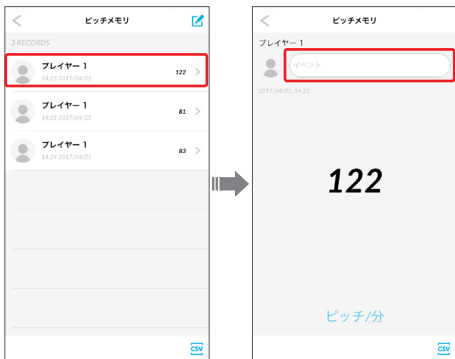 ピッチメモリ
3 RECORDS
プレイヤー 1
14:25 2017/04/25
122
プレイヤー 1
14:25 2017/04/25
81
プレイヤー 1
14:24 2017/04/25
83
CSV
ピッチメモリ
プレイヤー 1
イベント
2017/04/25, 14:25
122
ピッチ/分
CSV